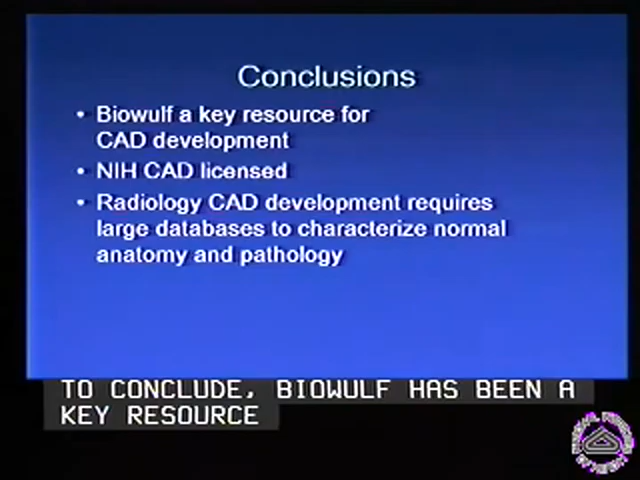 Conclusions
• Biowulf a key resource for
CAD development
• NIH CAD licensed
• Radiology CAD development requires
large databases to characterize normal
anatomy and pathology
TO CONCLUDE, BIOWULF HAS BEEN A
KEY RESOURCE